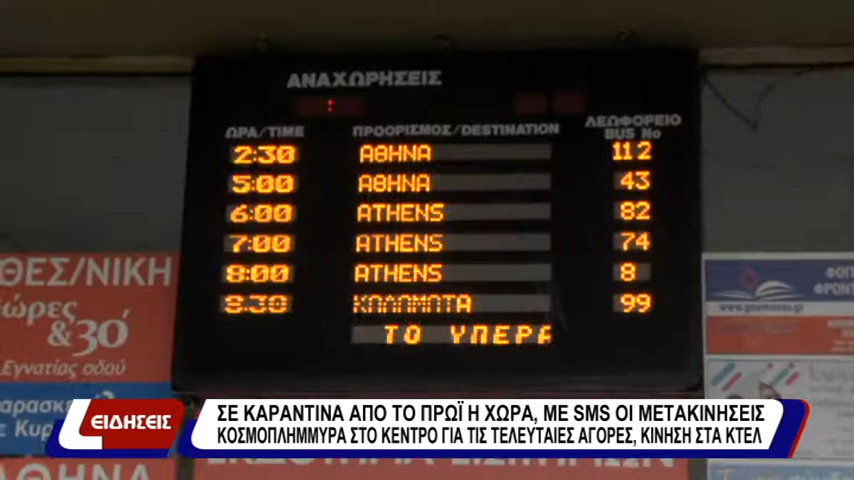 ΑΝΑΧΩΡΗΣΕΙΣ
ΩΡΑ/TIME ΠΡΟΟΡΙΣΜΟΣ/DESTINATION ΛΕΩΦΟΡΕΙΟ BUS No
2:30 ΑΘΗΝΑ 112
5:00 ΑΘΗΝΑ 43
6:00 ATHENS 82
7:00 ATHENS 74
8:00 ATHENS 8
8.30 ΚΑΛΑΜΑΤΑ 99
ΤΟ ΥΠΕΡΑ
ΘΕΣ/ΝΙΚΗ
ώρες
&30΄
Εγνατίας οδού
ΑΘΗΝΑ
ΦΟΙΤ
ΦΡΟΝΤ
ΕΙΔΗΣΕΙΣ
ΣΕ ΚΑΡΑΝΤΙΝΑ ΑΠΟ ΤΟ ΠΡΩΪ Η ΧΩΡΑ, ΜΕ SMS ΟΙ ΜΕΤΑΚΙΝΗΣΕΙΣ
ΚΟΣΜΟΠΛΗΜΜΥΡΑ ΣΤΟ ΚΕΝΤΡΟ ΓΙΑ ΤΙΣ ΤΕΛΕΥΤΑΙΕΣ ΑΓΟΡΕΣ, ΚΙΝΗΣΗ ΣΤΑ ΚΤΕΛ